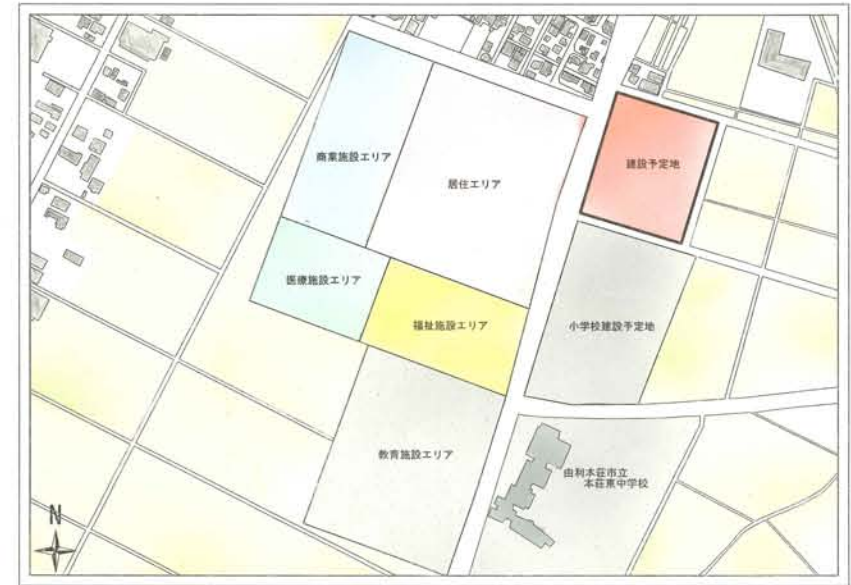 商業施設エリア
居住エリア
建設予定地
医療施設エリア
福祉施設エリア
小学校建設予定地
教育施設エリア
由利本荘市立
本荘東中学校
N